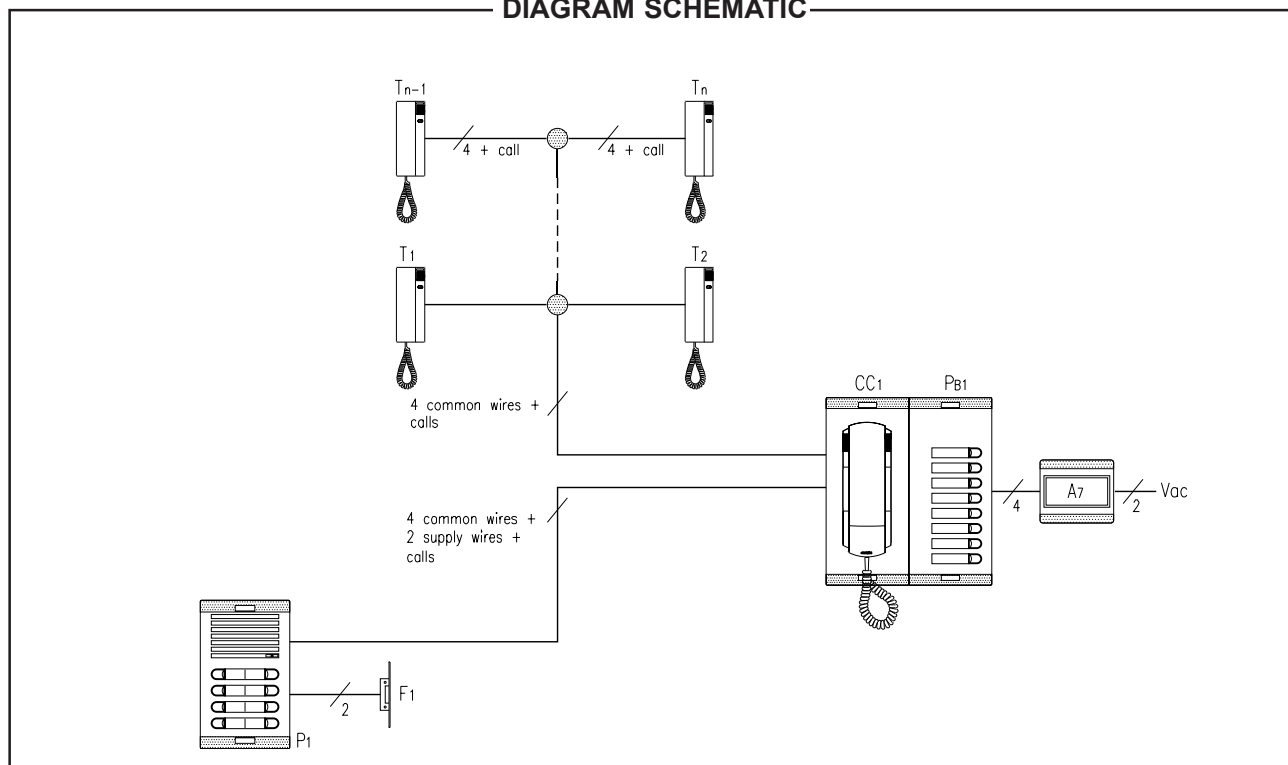 DIAGRAM SCHEMATIC
Tn-1
Tn
4 + call
4 + call
T1
T2
CC1
PB1
4 common wires +
calls
A7
4
2
Vac
4 common wires +
2 supply wires +
calls
F1
2
P1